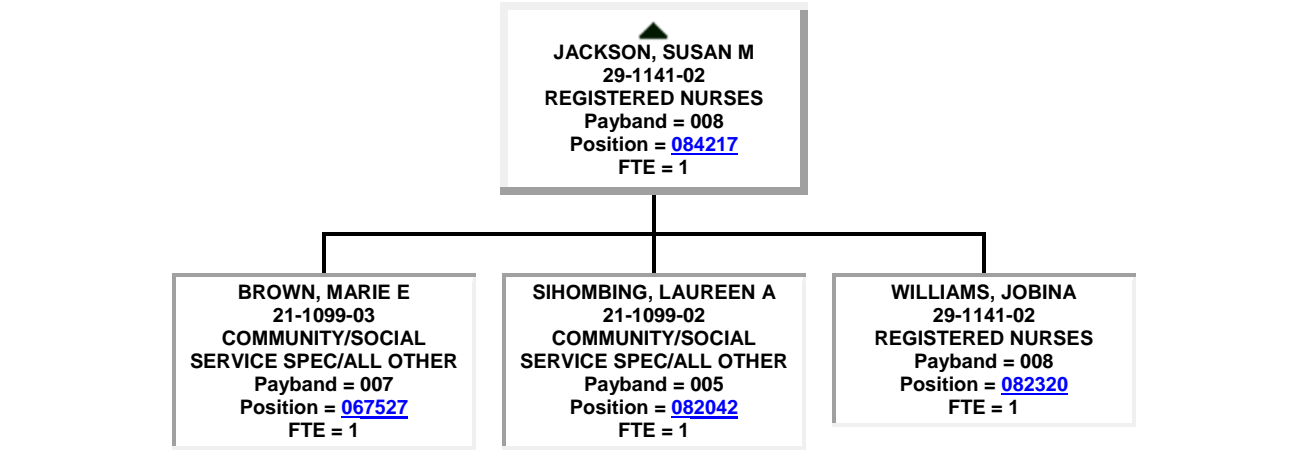 JACKSON, SUSAN M
29-1141-02
REGISTERED NURSES
Payband = 008
Position = 084217
FTE = 1
BROWN, MARIE E
21-1099-03
COMMUNITY/SOCIAL
SERVICE SPEC/ALL OTHER
Payband = 007
Position = 067527
FTE = 1
SIHOMBING, LAUREEN A
21-1099-02
COMMUNITY/SOCIAL
SERVICE SPEC/ALL OTHER
Payband = 005
Position = 082042
FTE = 1
WILLIAMS, JOBINA
29-1141-02
REGISTERED NURSES
Payband = 008
Position = 082320
FTE = 1